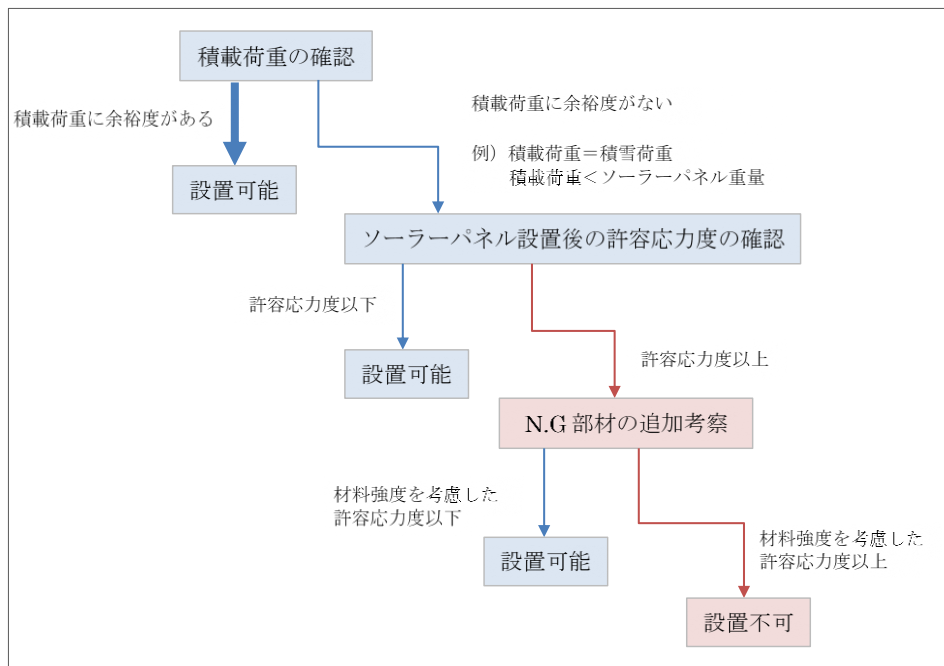 積載荷重の確認
積載荷重に余裕度がある
積載荷重に余裕度がない
例）積載荷重＝積雪荷重
積載荷重＜ソーラーパネル重量
設置可能
ソーラーパネル設置後の許容応力度の確認
許容応力度以下
設置可能
許容応力度以上
N.G 部材の追加考察
材料強度を考慮した
許容応力度以下
設置可能
材料強度を考慮した
許容応力度以上
設置不可